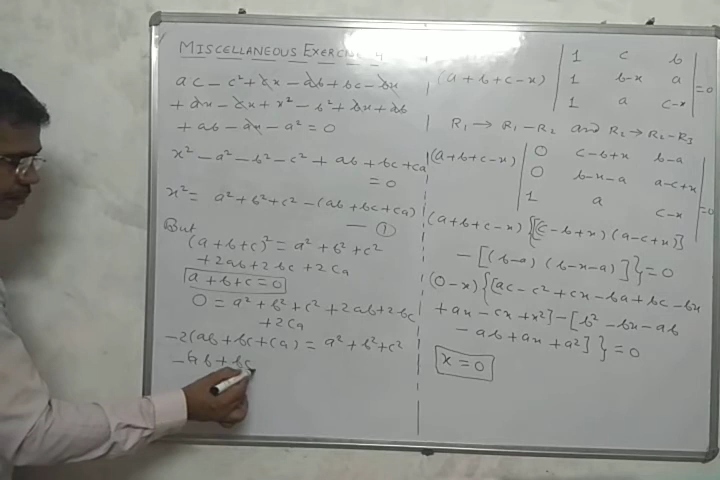 MISCELLANEOUS EXERCI 4
ac - c² + cx - ab + bc - bx
+ ax - cx + x² - b² + bx + ab
+ ab - ax - a² = 0
x² - a² - b² - c² + ab + bc + ca
= 0
x² = a² + b² + c² - (ab + bc + ca)
— ①
But
(a + b + c)² = a² + b² + c²
+ 2ab + 2bc + 2ca
a + b + c = 0
0 = a² + b² + c² + 2ab + 2bc
+ 2ca
-2(ab + bc + ca) = a² + b² + c²
-(ab + bc
(a + b + c - x) | 1 c b |
| 1 b-x a | = 0
| 1 a c-x |
R₁ → R₁ - R₂ and R₂ → R₂ - R₃
(a + b + c - x) | 0 c-b+x b-a |
| 0 b-x-a a-c+x | = 0
| 1 a c-x |
(a + b + c - x) {[(c - b + x) (a - c + x)]
- [(b-a) (b-x-a)]} = 0
(0 - x) {[ac - c² + cx - ba + bc - bx
+ ax - cx + x²] - [b² - bx - ab
- ab + ax + a²]} = 0
x = 0